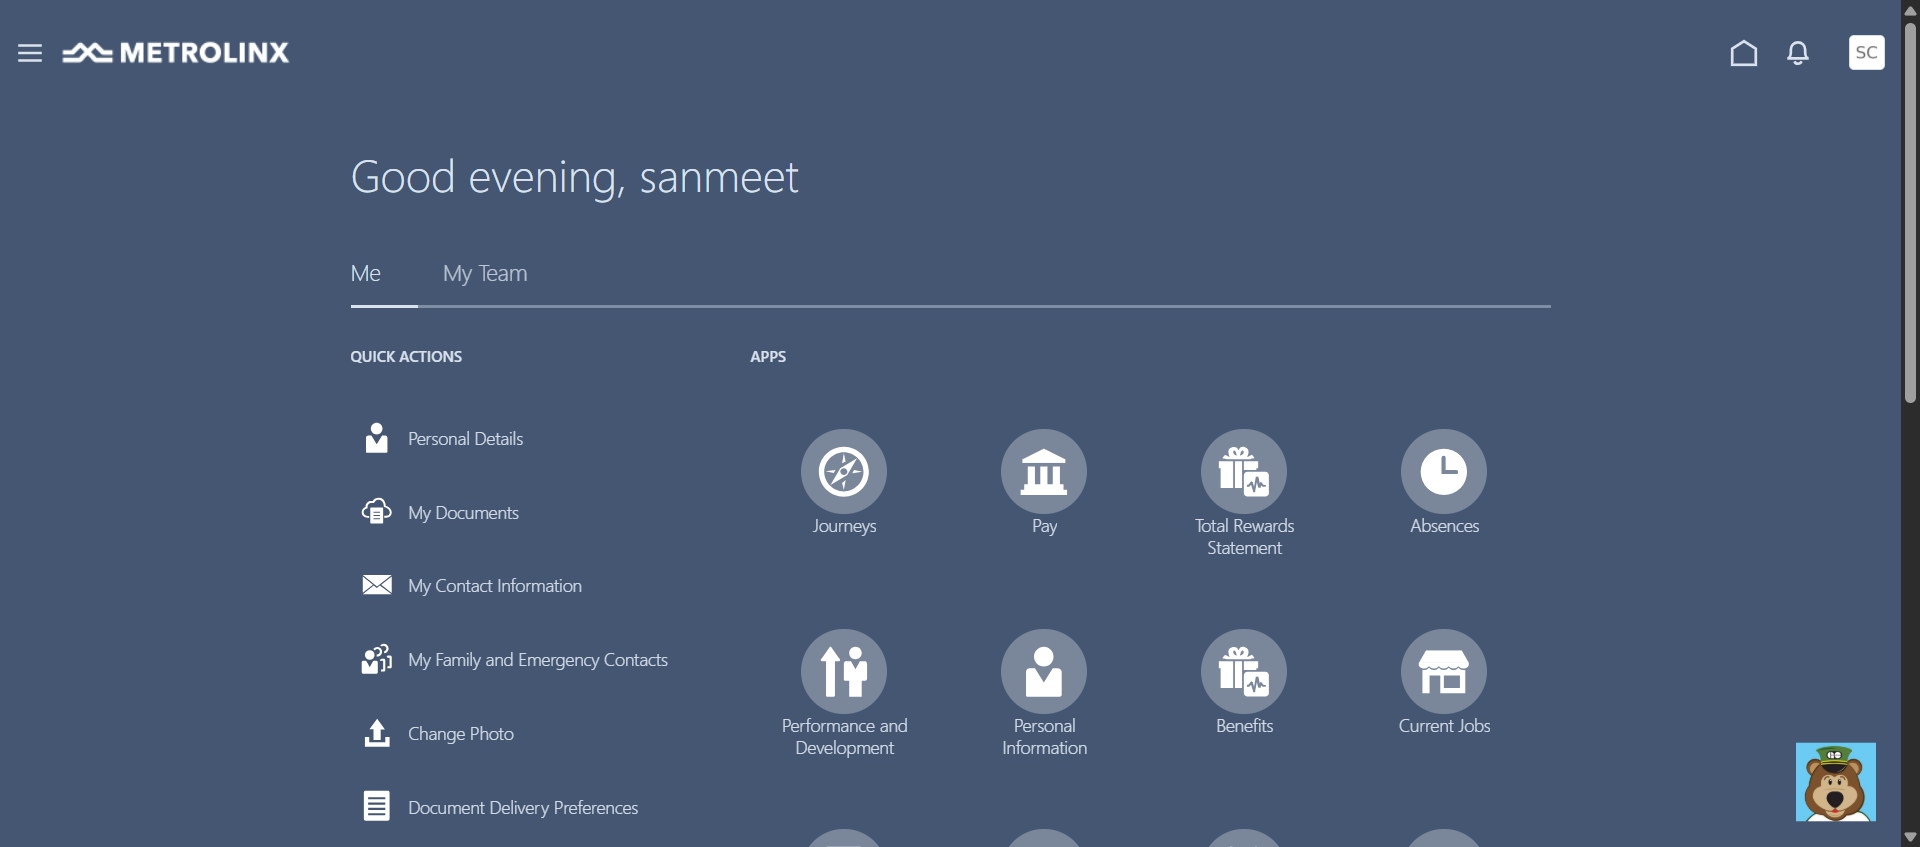 METROLINX
SC
Good evening, sanmeet
Me
My Team
QUICK ACTIONS
Personal Details
My Documents
My Contact Information
My Family and Emergency Contacts
Change Photo
Document Delivery Preferences
APPS
Journeys
Pay
Total Rewards
Statement
Absences
Performance and
Development
Personal
Information
Benefits
Current Jobs